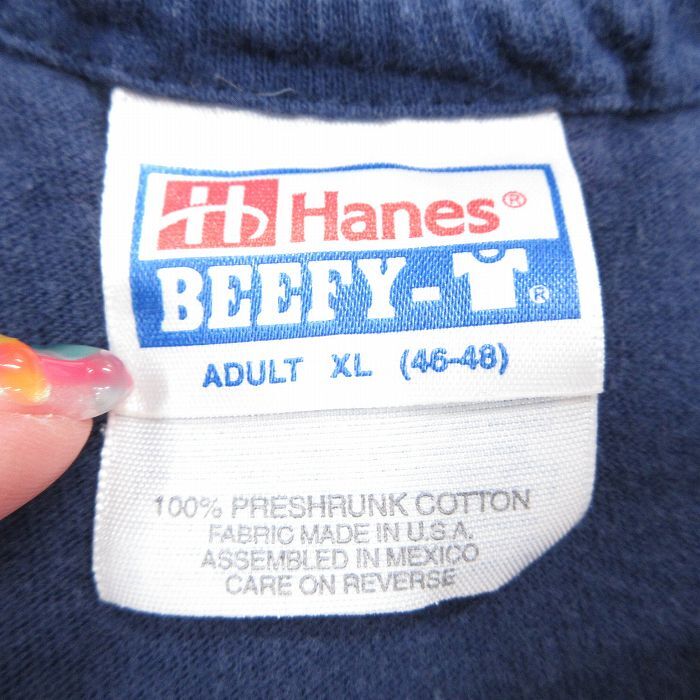 Hanes®
BEEFY-®
ADULT XL (46-48)
100% PRESHRUNK COTTON
FABRIC MADE IN U.S.A.
ASSEMBLED IN MEXICO
CARE ON REVERSE